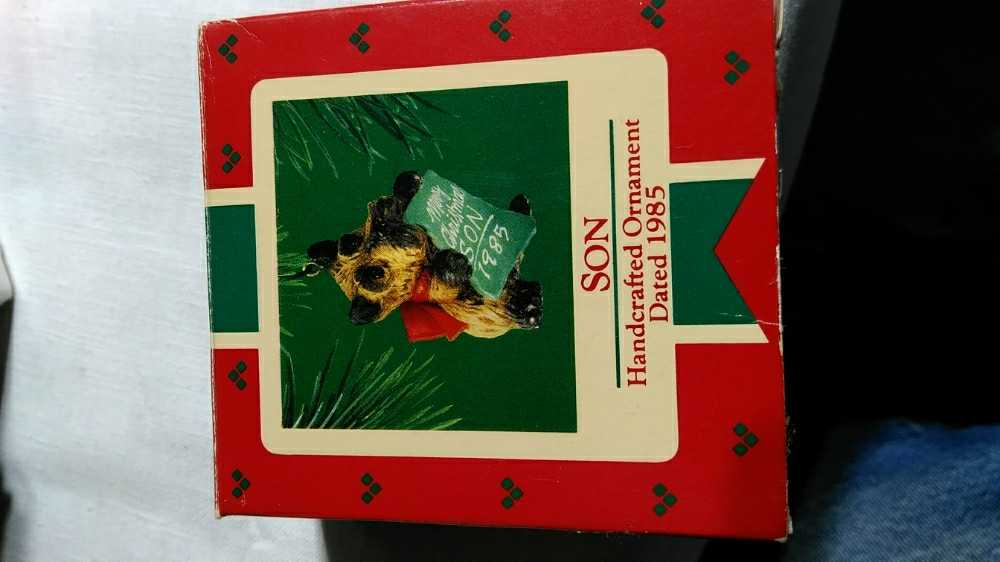 Merry
Christmas
SON
1985
SON
Handcrafted Ornament
Dated 1985